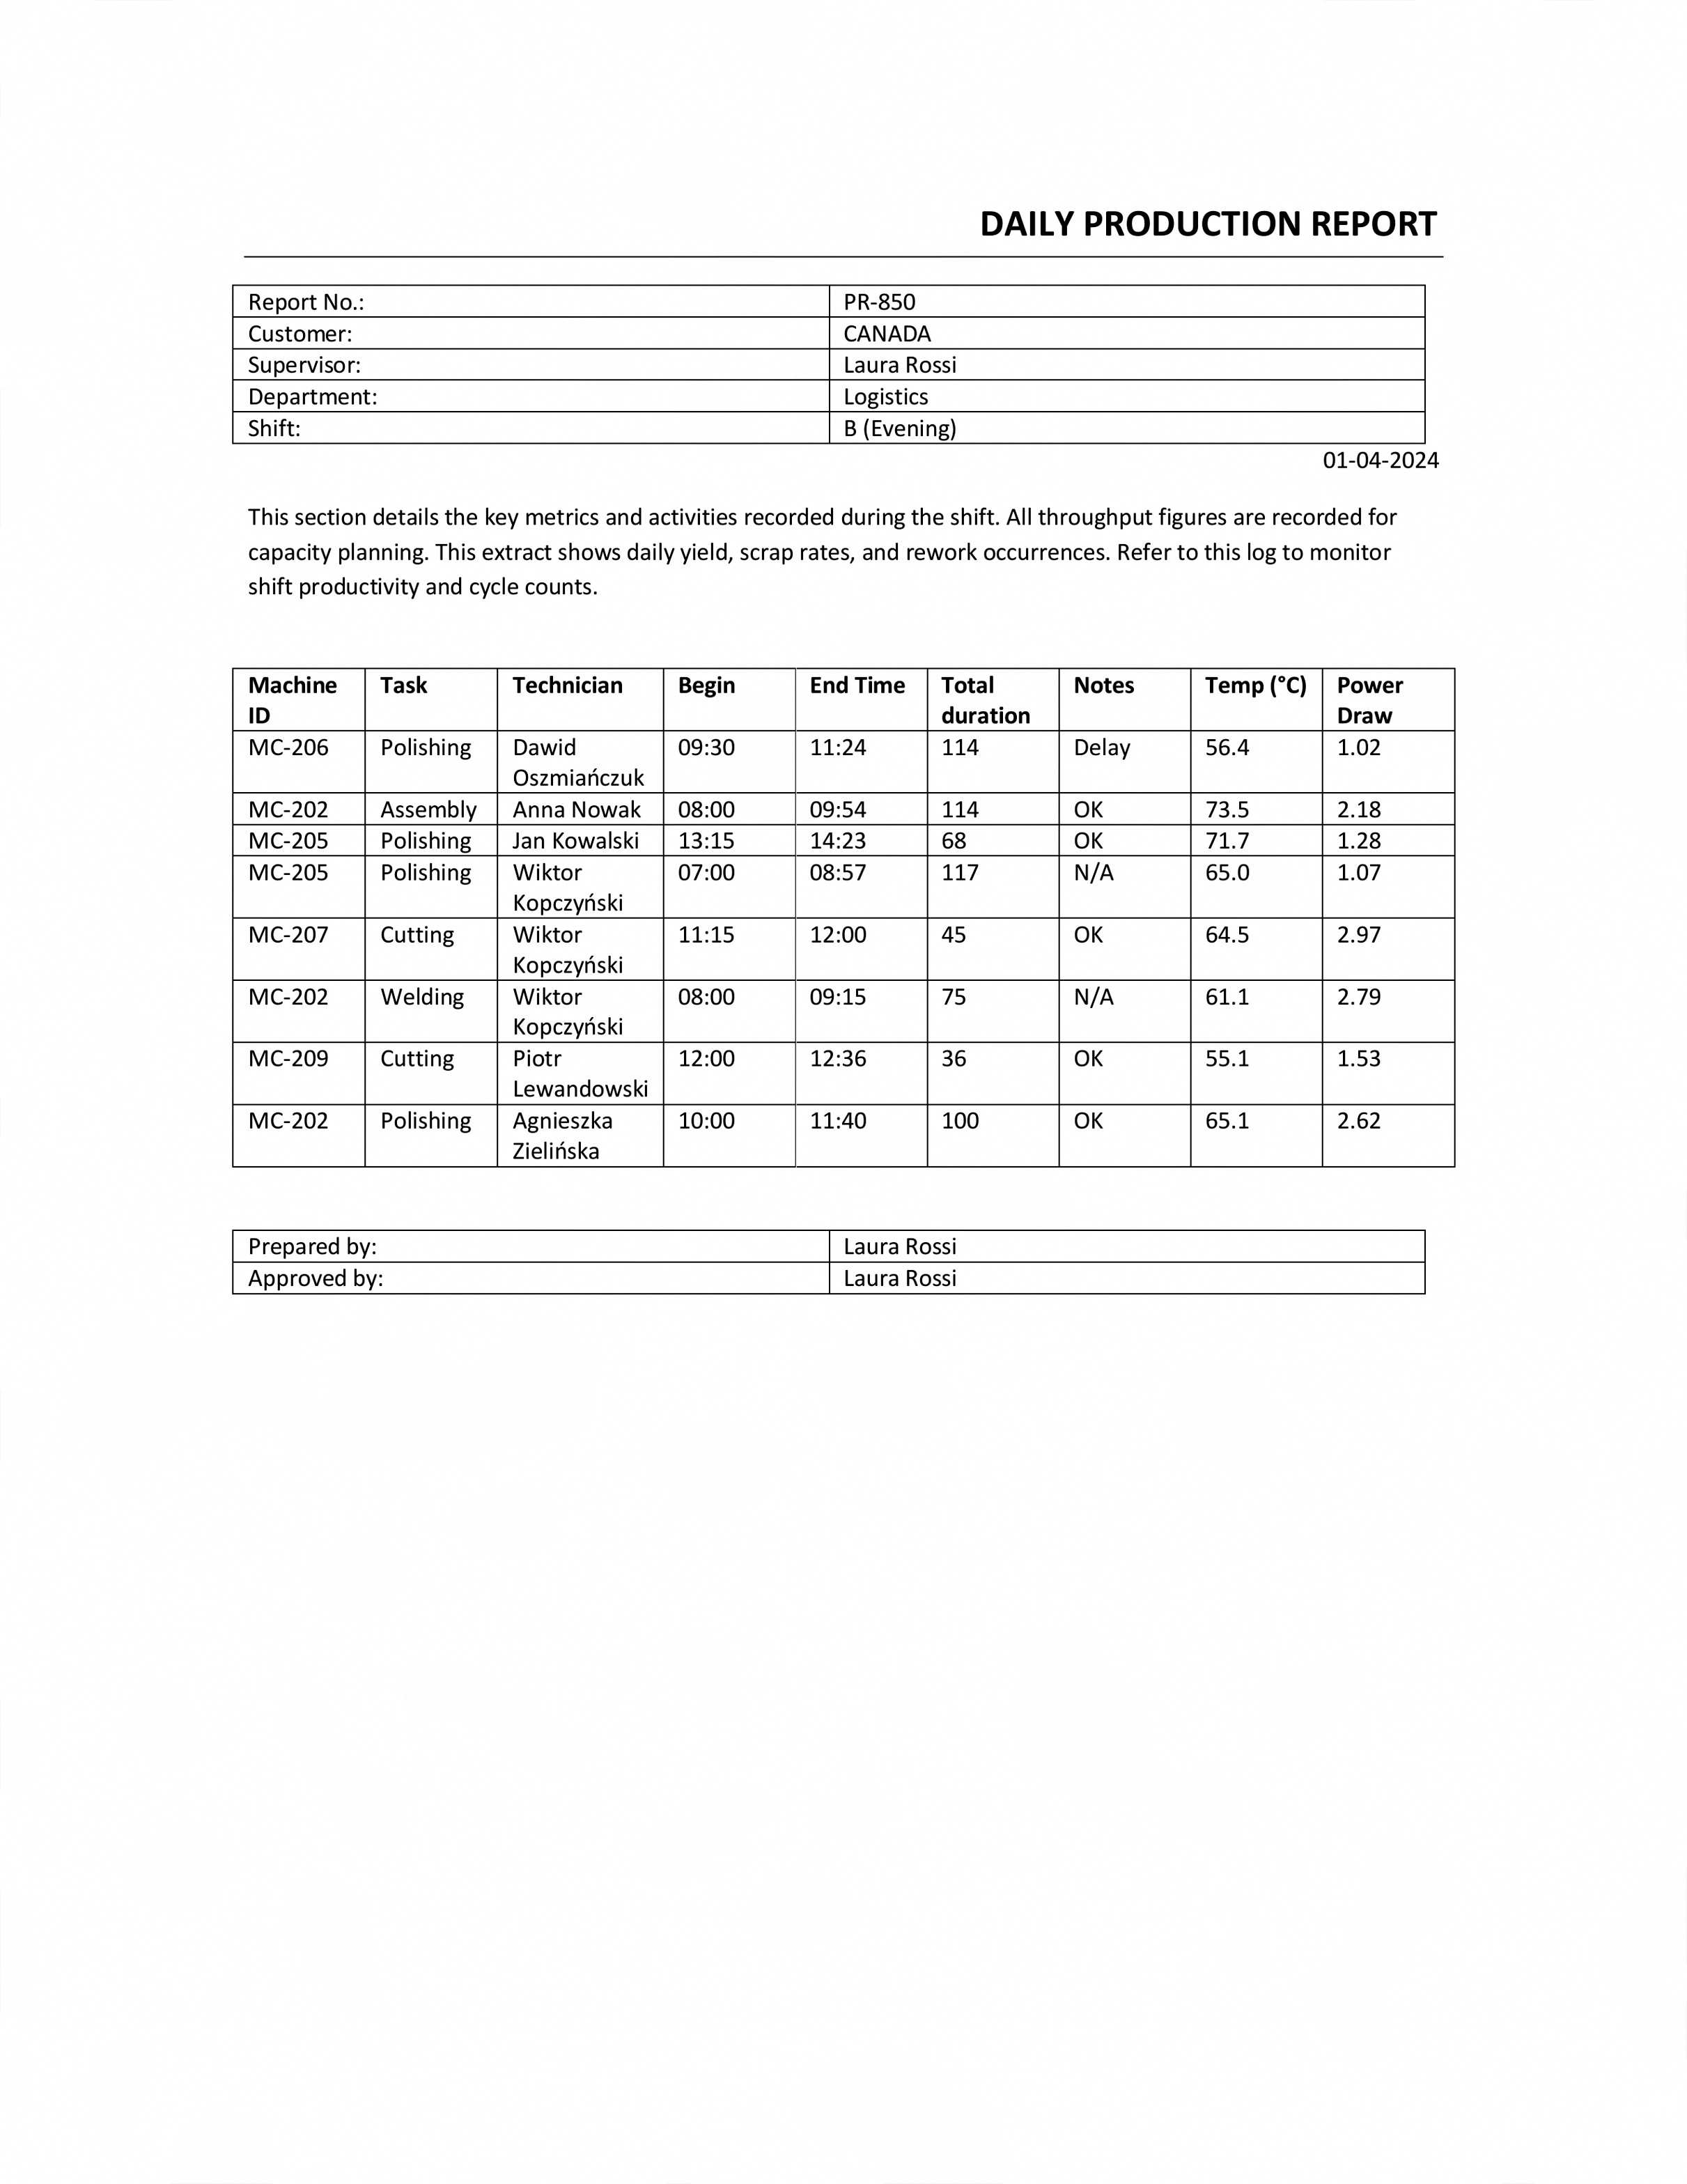 DAILY PRODUCTION REPORT
Report No.: PR-850
Customer: CANADA
Supervisor: Laura Rossi
Department: Logistics
Shift: B (Evening)
01-04-2024
This section details the key metrics and activities recorded during the shift. All throughput figures are recorded for
capacity planning. This extract shows daily yield, scrap rates, and rework occurrences. Refer to this log to monitor
shift productivity and cycle counts.
Machine ID Task Technician Begin End Time Total duration Notes Temp (°C) Power Draw
MC-206 Polishing Dawid Oszmiańczuk 09:30 11:24 114 Delay 56.4 1.02
MC-202 Assembly Anna Nowak 08:00 09:54 114 OK 73.5 2.18
MC-205 Polishing Jan Kowalski 13:15 14:23 68 OK 71.7 1.28
MC-205 Polishing Wiktor Kopczyński 07:00 08:57 117 N/A 65.0 1.07
MC-207 Cutting Wiktor Kopczyński 11:15 12:00 45 OK 64.5 2.97
MC-202 Welding Wiktor Kopczyński 08:00 09:15 75 N/A 61.1 2.79
MC-209 Cutting Piotr Lewandowski 12:00 12:36 36 OK 55.1 1.53
MC-202 Polishing Agnieszka Zielińska 10:00 11:40 100 OK 65.1 2.62
Prepared by: Laura Rossi
Approved by: Laura Rossi